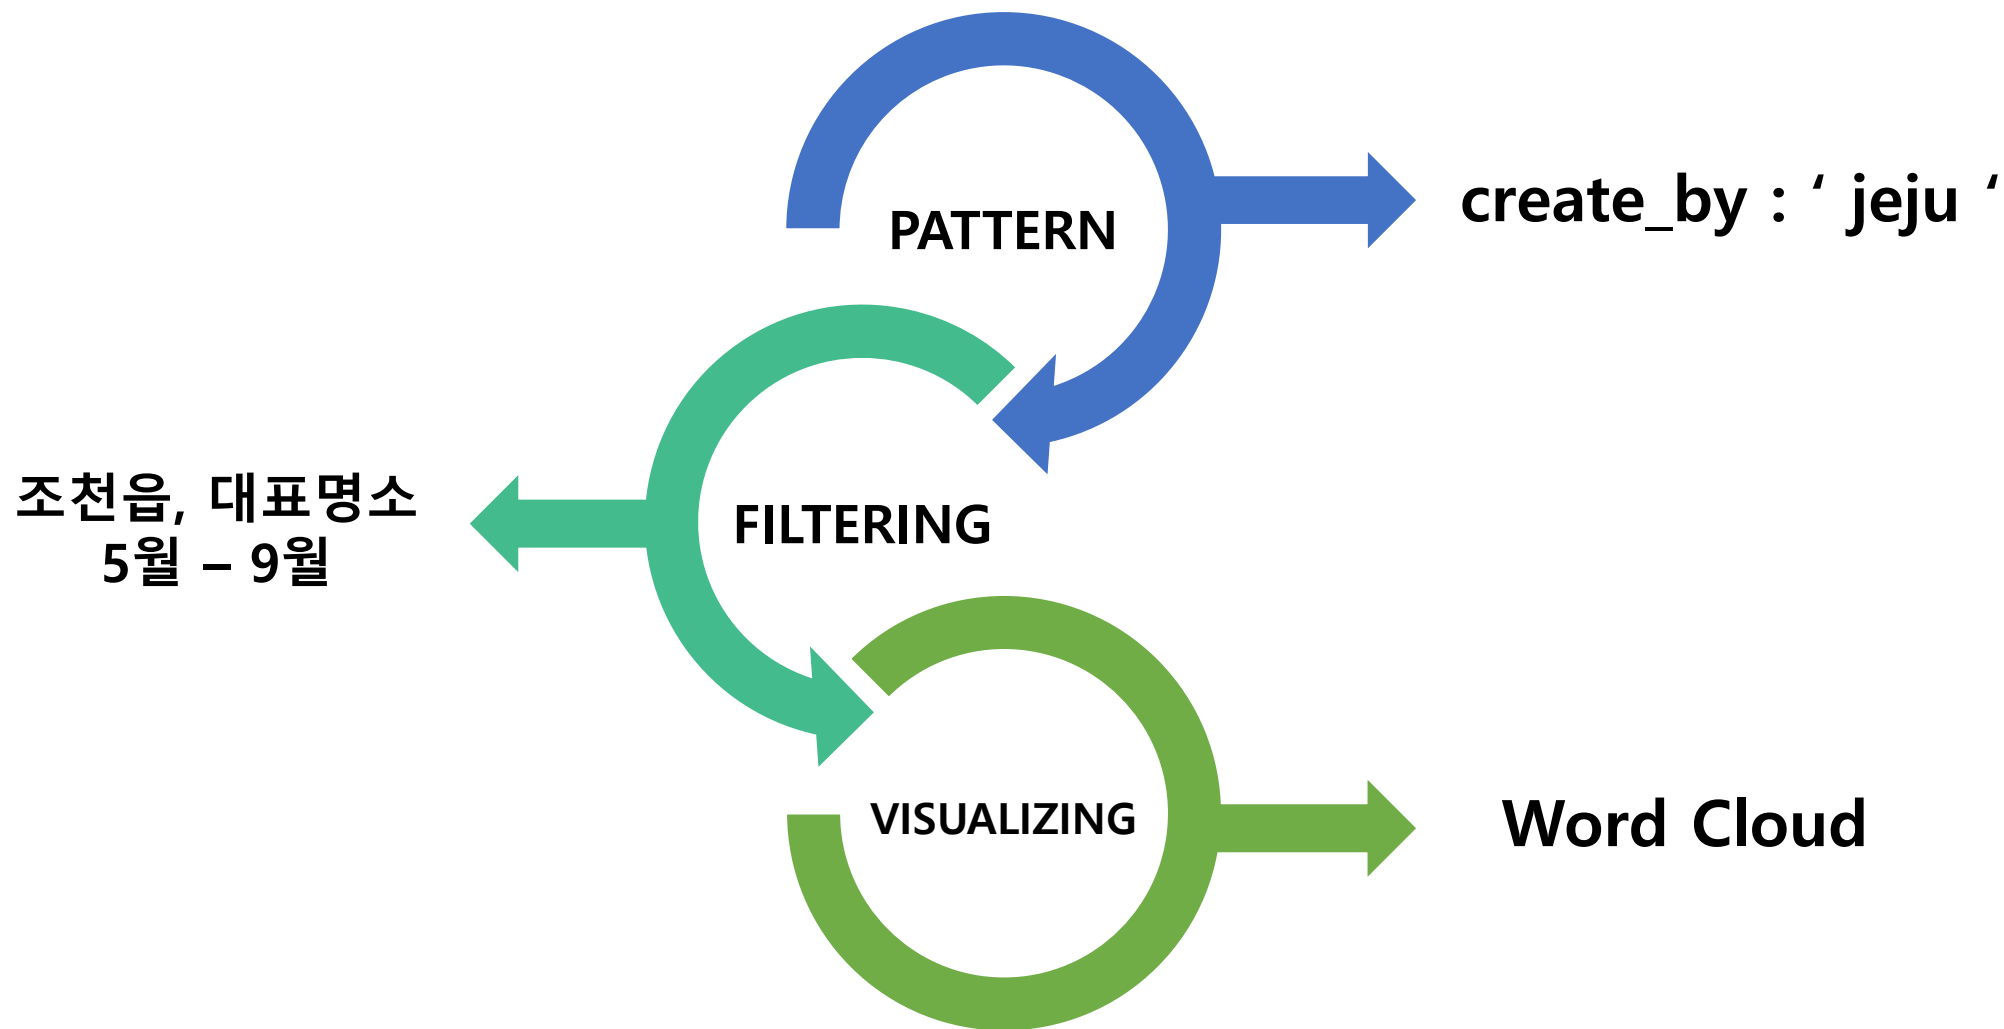 PATTERN
create_by : ‘ jeju ‘
조천읍, 대표명소
5월 – 9월
FILTERING
VISUALIZING
Word Cloud